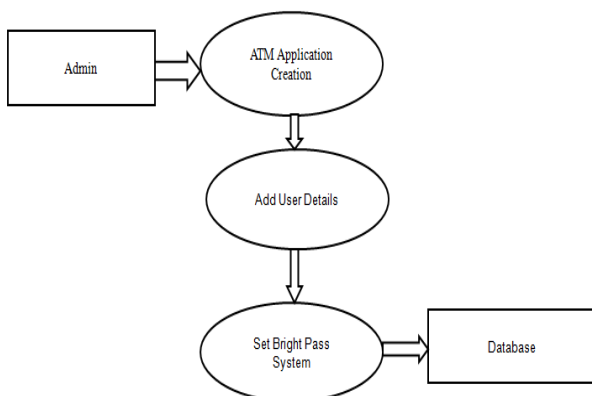 Admin
ATM Application
Creation
Add User Details
Set Bright Pass
System
Database